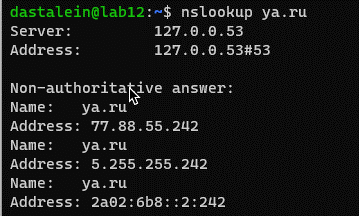 dastalein@lab12:~$ nslookup ya.ru
Server:         127.0.0.53
Address:        127.0.0.53#53

Non-authoritative answer:
Name:   ya.ru
Address: 77.88.55.242
Name:   ya.ru
Address: 5.255.255.242
Name:   ya.ru
Address: 2a02:6b8::2:242